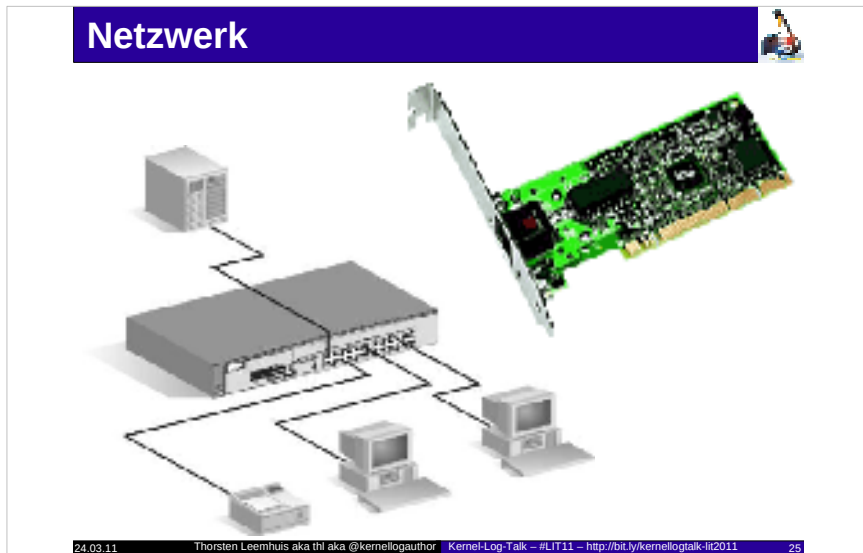 Netzwerk
24.03.11 Thorsten Leemhuis aka thl aka @kernellogauthor Kernel-Log-Talk – #LIT11 – http://bit.ly/kernellogtalk-lit2011 25